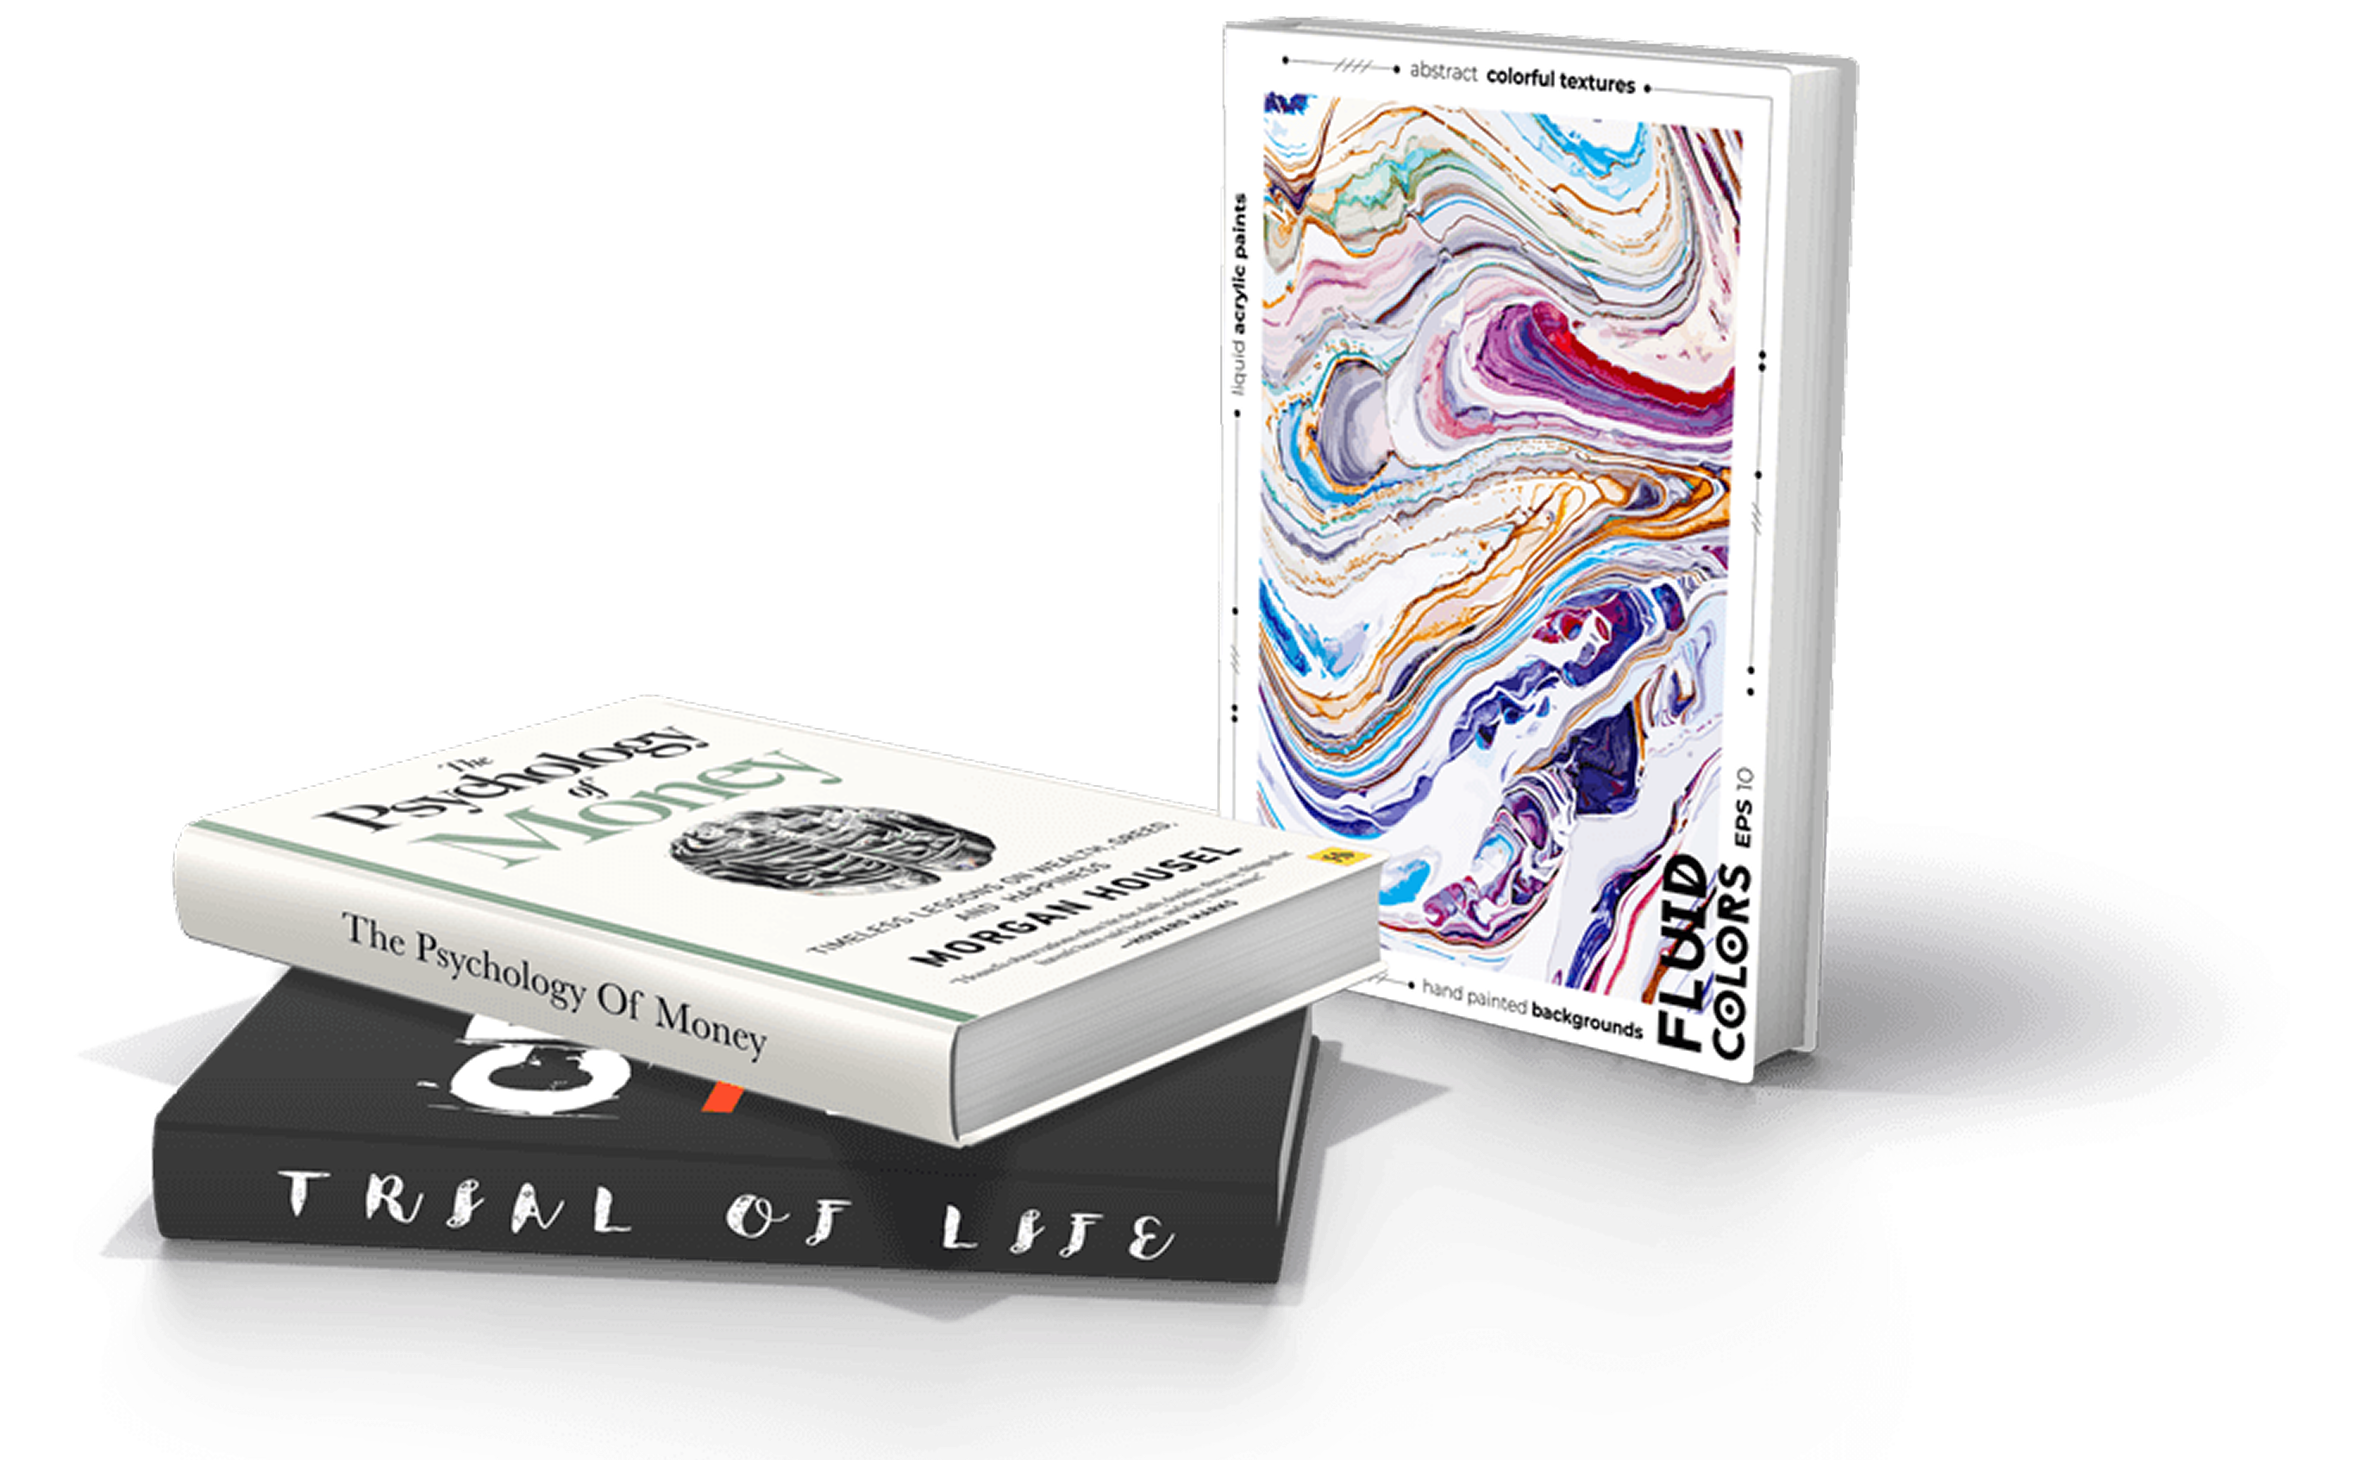 The
Psychology
of
Money
TIMELESS LESSONS ON WEALTH, GREED,
AND HAPPINESS
MORGAN HOUSEL
—HOWARD MARKS
The Psychology Of Money
TRIAL OF LIFE
abstract colorful textures
liquid acrylic paints
hand painted backgrounds
FLUID
COLORS EPS 10